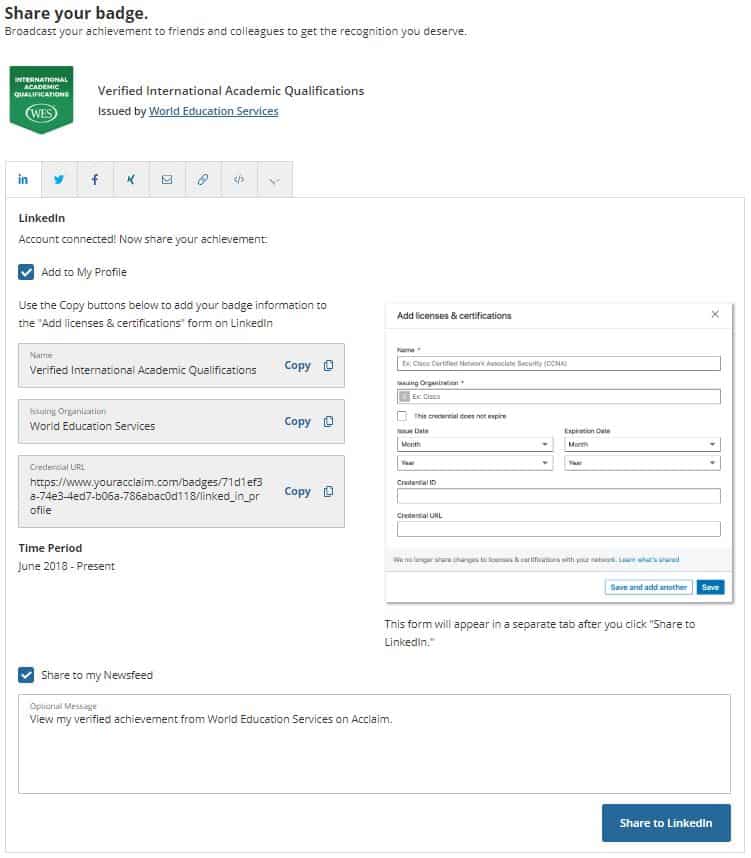 Share your badge.
Broadcast your achievement to friends and colleagues to get the recognition you deserve.
INTERNATIONAL
ACADEMIC
QUALIFICATIONS
WES
Verified International Academic Qualifications
Issued by World Education Services
LinkedIn
Account connected! Now share your achievement:
Add to My Profile
Use the Copy buttons below to add your badge information to
the "Add licenses & certifications" form on LinkedIn
Name
Verified International Academic Qualifications
Copy
Issuing Organization
World Education Services
Copy
Credential URL
https://www.youracclaim.com/badges/71d1ef3
a-74e3-4ed7-b06a-786abac0d118/linked_in_pr
ofile
Copy
Time Period
June 2018 - Present
Add licenses & certifications
Name *
Ex: Cisco Certified Network Associate Security (CCNA)
Issuing Organization *
Ex: Cisco
This credential does not expire
Issue Date
Expiration Date
Month
Month
Year
Year
Credential ID
Credential URL
We no longer share changes to licenses & certifications with your network. Learn what's shared
Save and add another
Save
This form will appear in a separate tab after you click "Share to
LinkedIn."
Share to my Newsfeed
Optional Message
View my verified achievement from World Education Services on Acclaim.
Share to LinkedIn